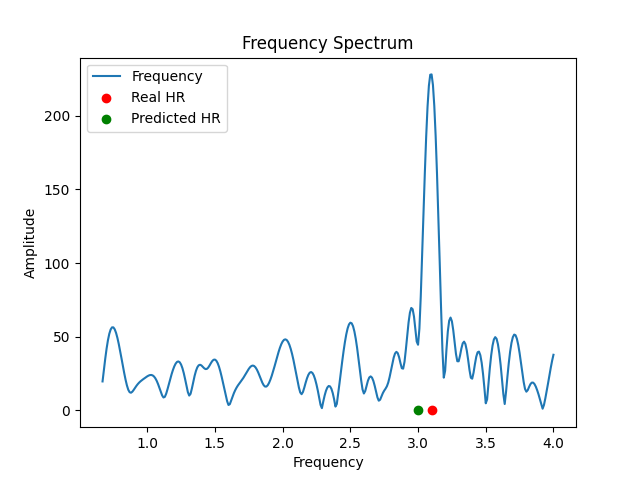 Frequency Spectrum
Frequency
Real HR
Predicted HR
Amplitude
200
150
100
50
0
1.0 1.5 2.0 2.5 3.0 3.5 4.0
Frequency